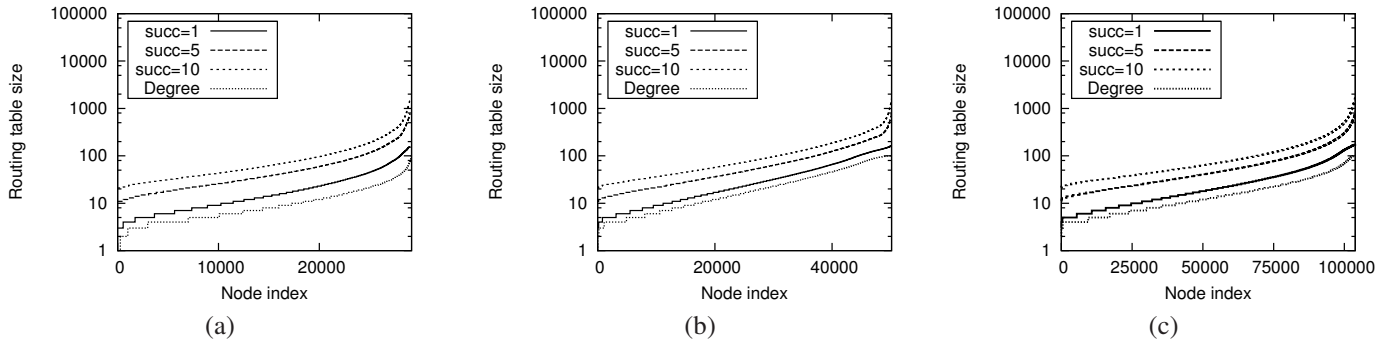 Routing table size
100000
10000
1000
100
10
1
succ=1
succ=5
succ=10
Degree
0
10000
20000
Node index
(a)
Routing table size
100000
10000
1000
100
10
1
succ=1
succ=5
succ=10
Degree
0
20000
40000
Node index
(b)
Routing table size
100000
10000
1000
100
10
1
succ=1
succ=5
succ=10
Degree
0
25000
50000
75000
100000
Node index
(c)